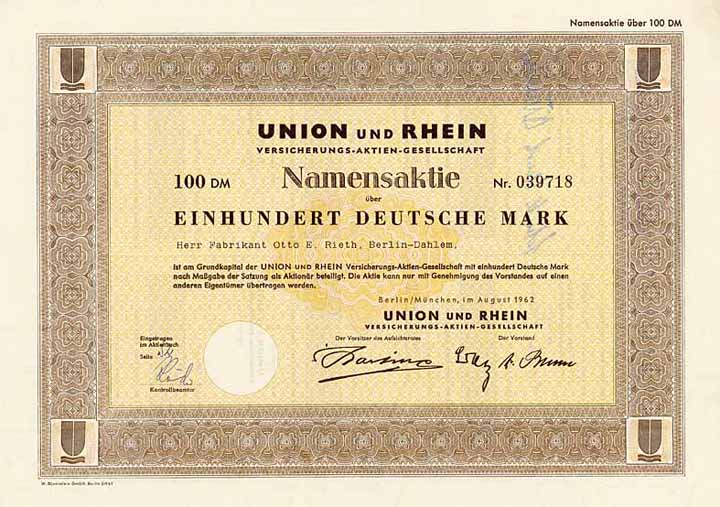 Namensaktie über 100 DM
UNION UND RHEIN
VERSICHERUNGS-AKTIEN-GESELLSCHAFT
100 DM Namensaktie Nr. 039718
über
EINHUNDERT DEUTSCHE MARK
Herr Fabrikant Otto E. Rieth, Berlin-Dahlem,
ist am Grundkapital der UNION UND RHEIN Versicherungs-Aktien-Gesellschaft mit einhundert Deutsche Mark
nach Maßgabe der Satzung als Aktionär beteiligt. Die Aktie kann nur mit Genehmigung des Vorstandes auf einen
anderen Eigentümer übertragen werden.
Berlin/München, im August 1962
UNION UND RHEIN
VERSICHERUNGS-AKTIEN-GESELLSCHAFT
Eingetragen
im Aktienbuch
Seite
Kontrollbeamter
Der Vorsitzer des Aufsichtsrates Der Vorstand
GmbH, Berlin